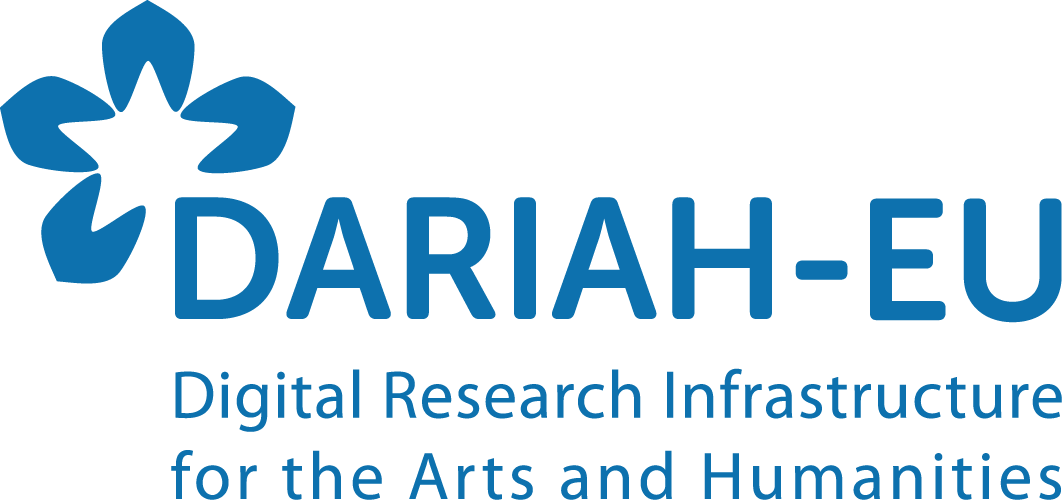 DARIAH-EU
Digital Research Infrastructure
for the Arts and Humanities